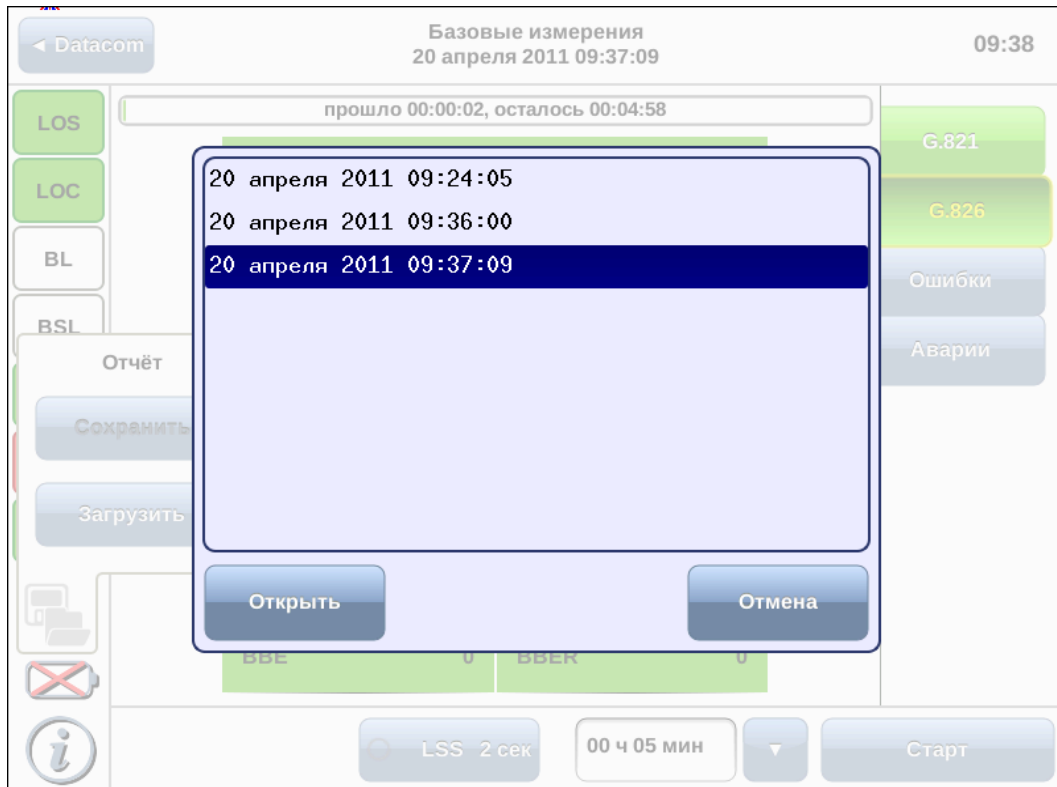 ◄ Datacom
Базовые измерения
20 апреля 2011 09:37:09
09:38
прошло 00:00:02, осталось 00:04:58
LOS
LOC
BL
BSL
G.821
G.826
Ошибки
Аварии
20 апреля 2011 09:24:05
20 апреля 2011 09:36:00
20 апреля 2011 09:37:09
Отчёт
Сохранить
Загрузить
Открыть
Отмена
BBE 0 BBER 0
LSS 2 сек
00 ч 05 мин
▼
Старт
i